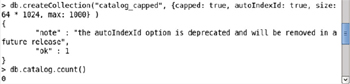 > db.createCollection("catalog_capped", {capped: true, autoIndexId: true, size:
64 * 1024, max: 1000} )
{
"note" : "the autoIndexId option is deprecated and will be removed in a
future release",
"ok" : 1
}
> db.catalog.count()
0